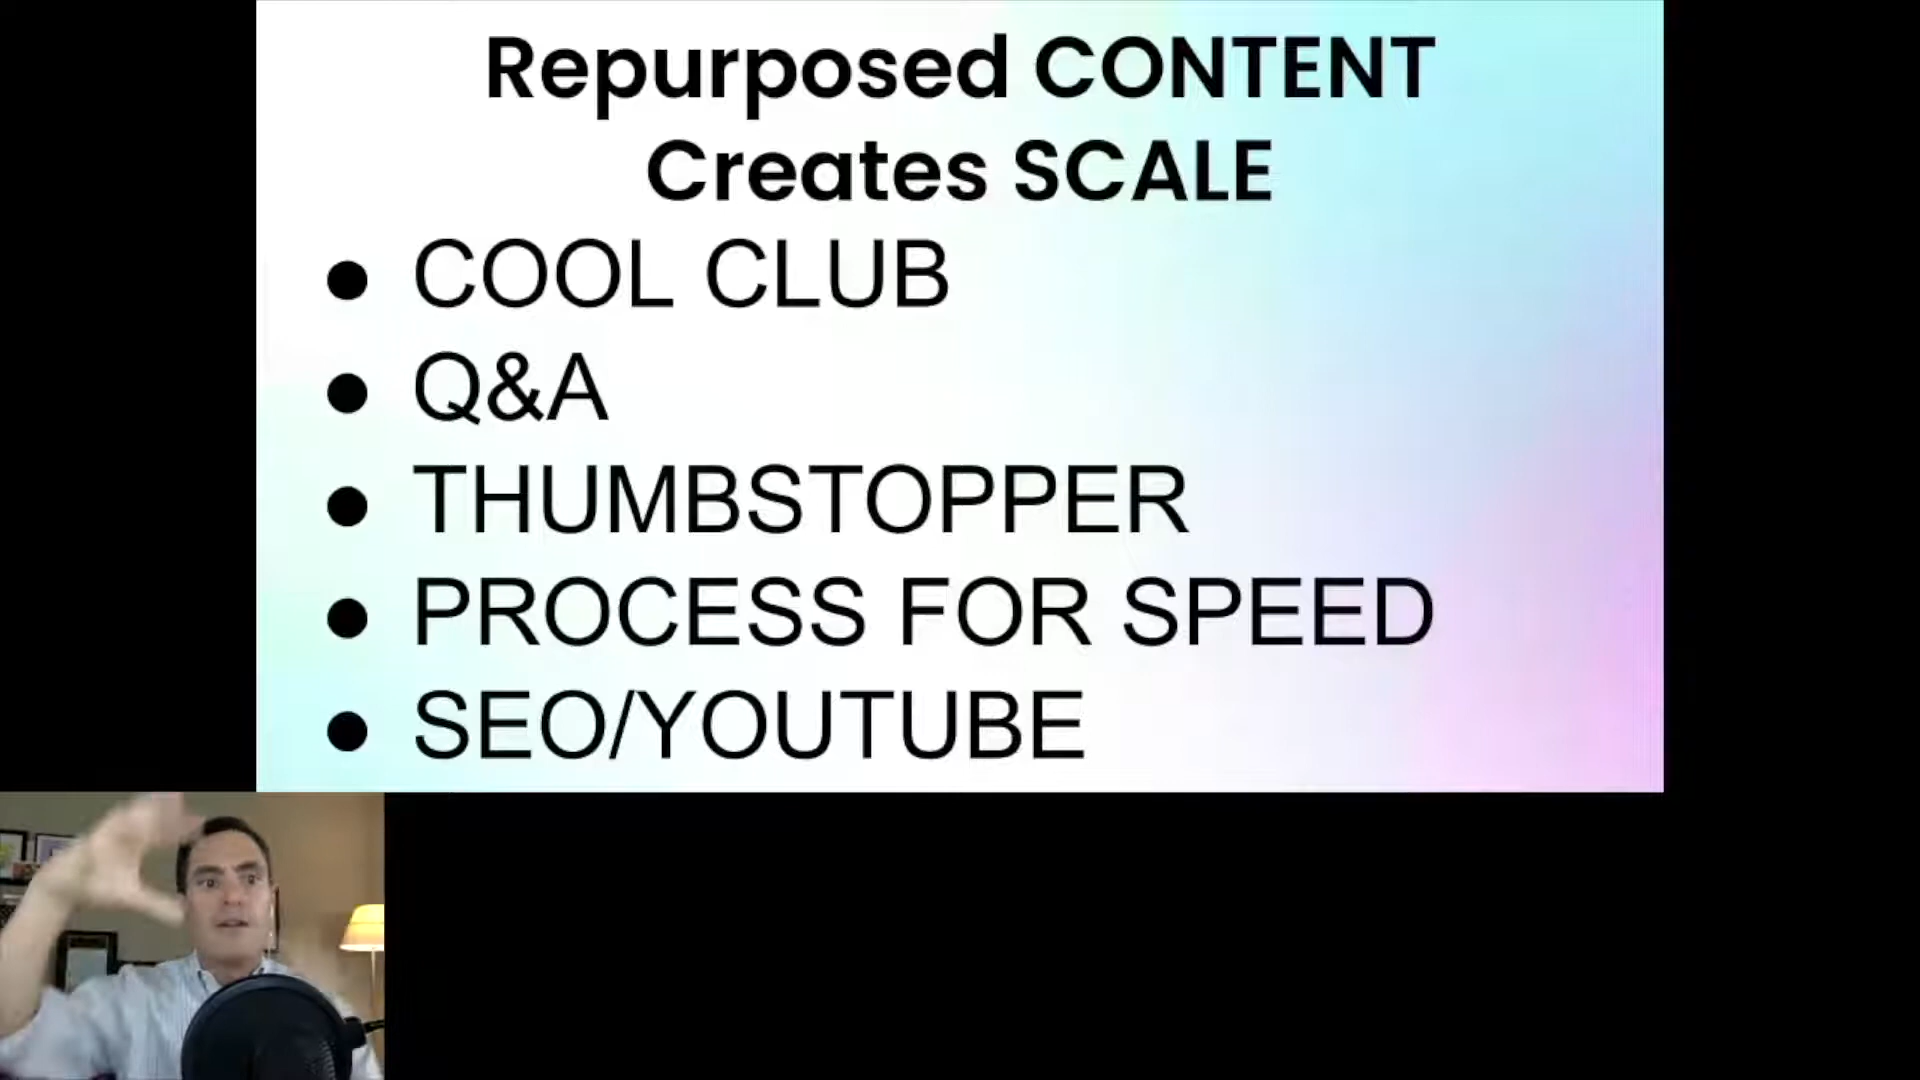 Repurposed CONTENT
Creates SCALE
● COOL CLUB
● Q&A
● THUMBSTOPPER
● PROCESS FOR SPEED
● SEO/YOUTUBE